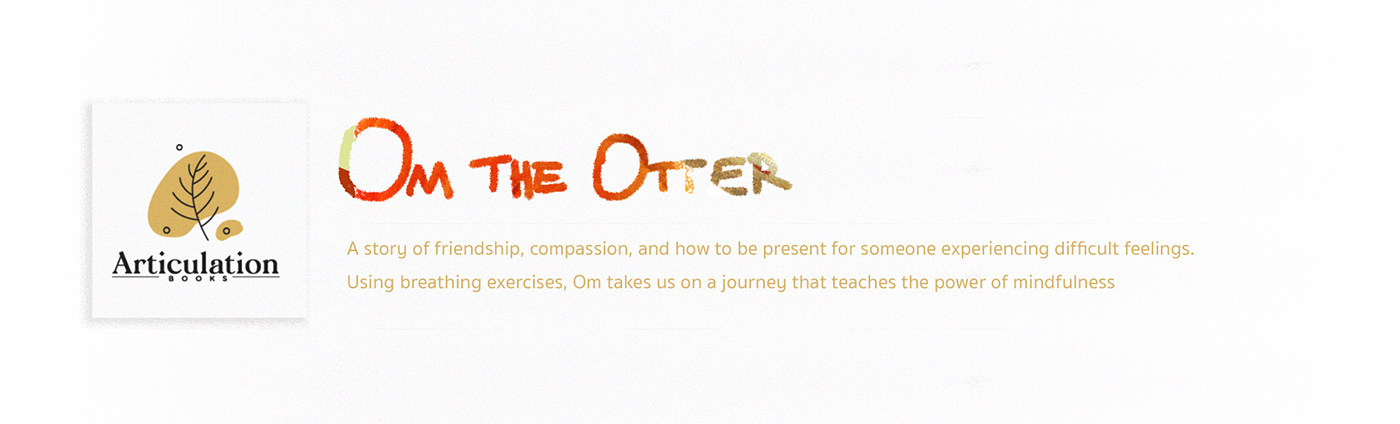 Articulation
BOOKS
Om the Otter
A story of friendship, compassion, and how to be present for someone experiencing difficult feelings.
Using breathing exercises, Om takes us on a journey that teaches the power of mindfulness